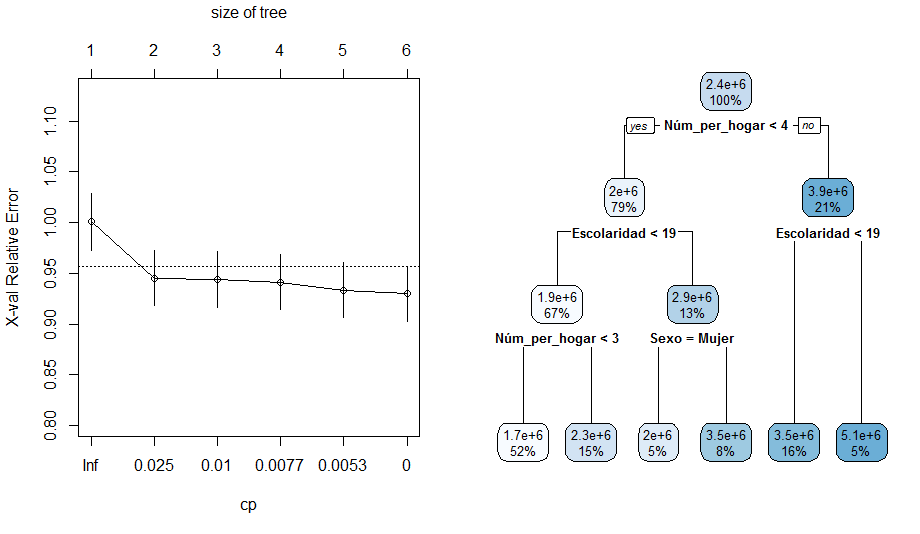 size of tree
1 2 3 4 5 6
X-val Relative Error
1.10
1.05
1.00
0.95
0.90
0.85
0.80
Inf 0.025 0.01 0.0077 0.0053 0
cp
2.4e+6
100%
yes Núm_per_hogar < 4 no
2e+6
79%
3.9e+6
21%
Escolaridad < 19
Escolaridad < 19
1.9e+6
67%
2.9e+6
13%
Núm_per_hogar < 3
Sexo = Mujer
1.7e+6
52%
2.3e+6
15%
2e+6
5%
3.5e+6
8%
3.5e+6
16%
5.1e+6
5%